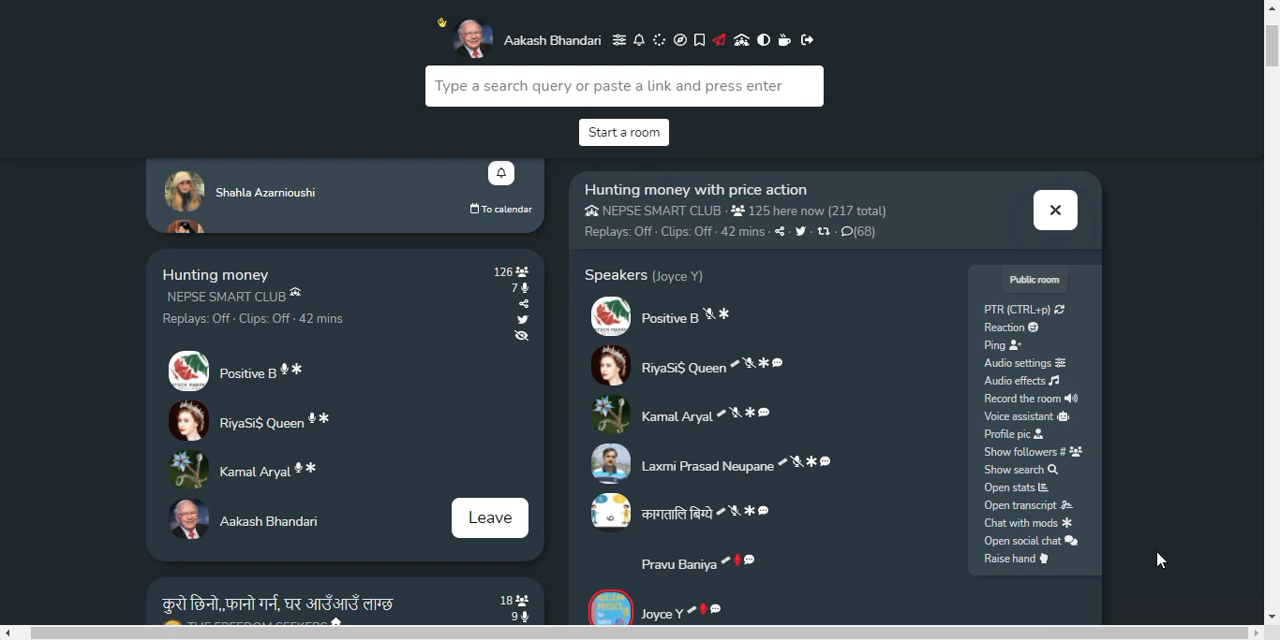 Aakash Bhandari
Type a search query or paste a link and press enter
Start a room
Shahla Azarnioushi
To calendar
Hunting money
126
7
NEPSE SMART CLUB
Replays: Off · Clips: Off · 42 mins
Positive B
RiyaSi$ Queen
Kamal Aryal
Aakash Bhandari
Leave
कुरो छिनो,,फानो गर्न, घर आउँआउँ लाग्छ
18
9
THE FREEDOM SEEKERS
Hunting money with price action
NEPSE SMART CLUB · 125 here now (217 total)
Replays: Off · Clips: Off · 42 mins · · · · (68)
Speakers (Joyce Y)
Positive B
RiyaSi$ Queen
Kamal Aryal
Laxmi Prasad Neupane
कागतालि बिग्ये
Pravu Baniya
Joyce Y
Public room
PTR (CTRL+p)
Reaction
Ping
Audio settings
Audio effects
Record the room
Voice assistant
Profile pic
Show followers #
Show search
Open stats
Open transcript
Chat with mods
Open social chat
Raise hand